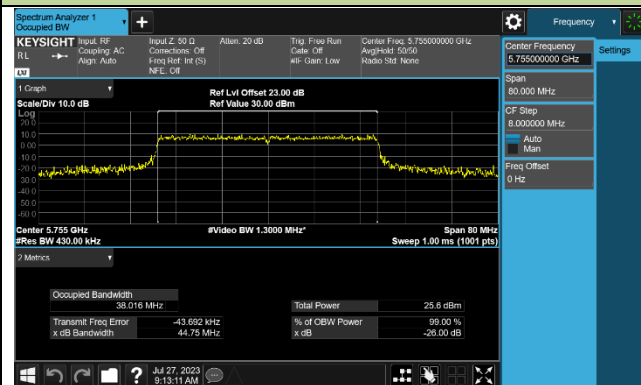 Spectrum Analyzer 1
Occupied BW
+
Frequency
KEYSIGHT
Input: RF
Coupling: AC
Align: Auto
Input Z: 50 Ω
Corrections: Off
Freq Ref: Int (S)
NFE: Off
Atten: 20 dB
Trig: Free Run
Gate: Off
#IF Gain: Low
Center Freq: 5.755000000 GHz
Avg|Hold: 50/50
Radio Std: None
RL
LXI
Center Frequency
5.755000000 GHz
Settings
Span
80.000 MHz
CF Step
8.000000 MHz
Auto
Man
Freq Offset
0 Hz
1 Graph
Scale/Div 10.0 dB
Ref Lvl Offset 23.00 dB
Ref Value 30.00 dBm
Log
20.0
10.0
0.00
-10.0
-20.0
-30.0
-40.0
-50.0
-60.0
Center 5.755 GHz
#Res BW 430.00 kHz
#Video BW 1.3000 MHz*
Span 80 MHz
Sweep 1.00 ms (1001 pts)
2 Metrics
Occupied Bandwidth
38.016 MHz
Total Power 25.6 dBm
Transmit Freq Error -43.692 kHz
% of OBW Power 99.00 %
x dB Bandwidth 44.75 MHz
x dB -26.00 dB
?
Jul 27, 2023
9:13:11 AM